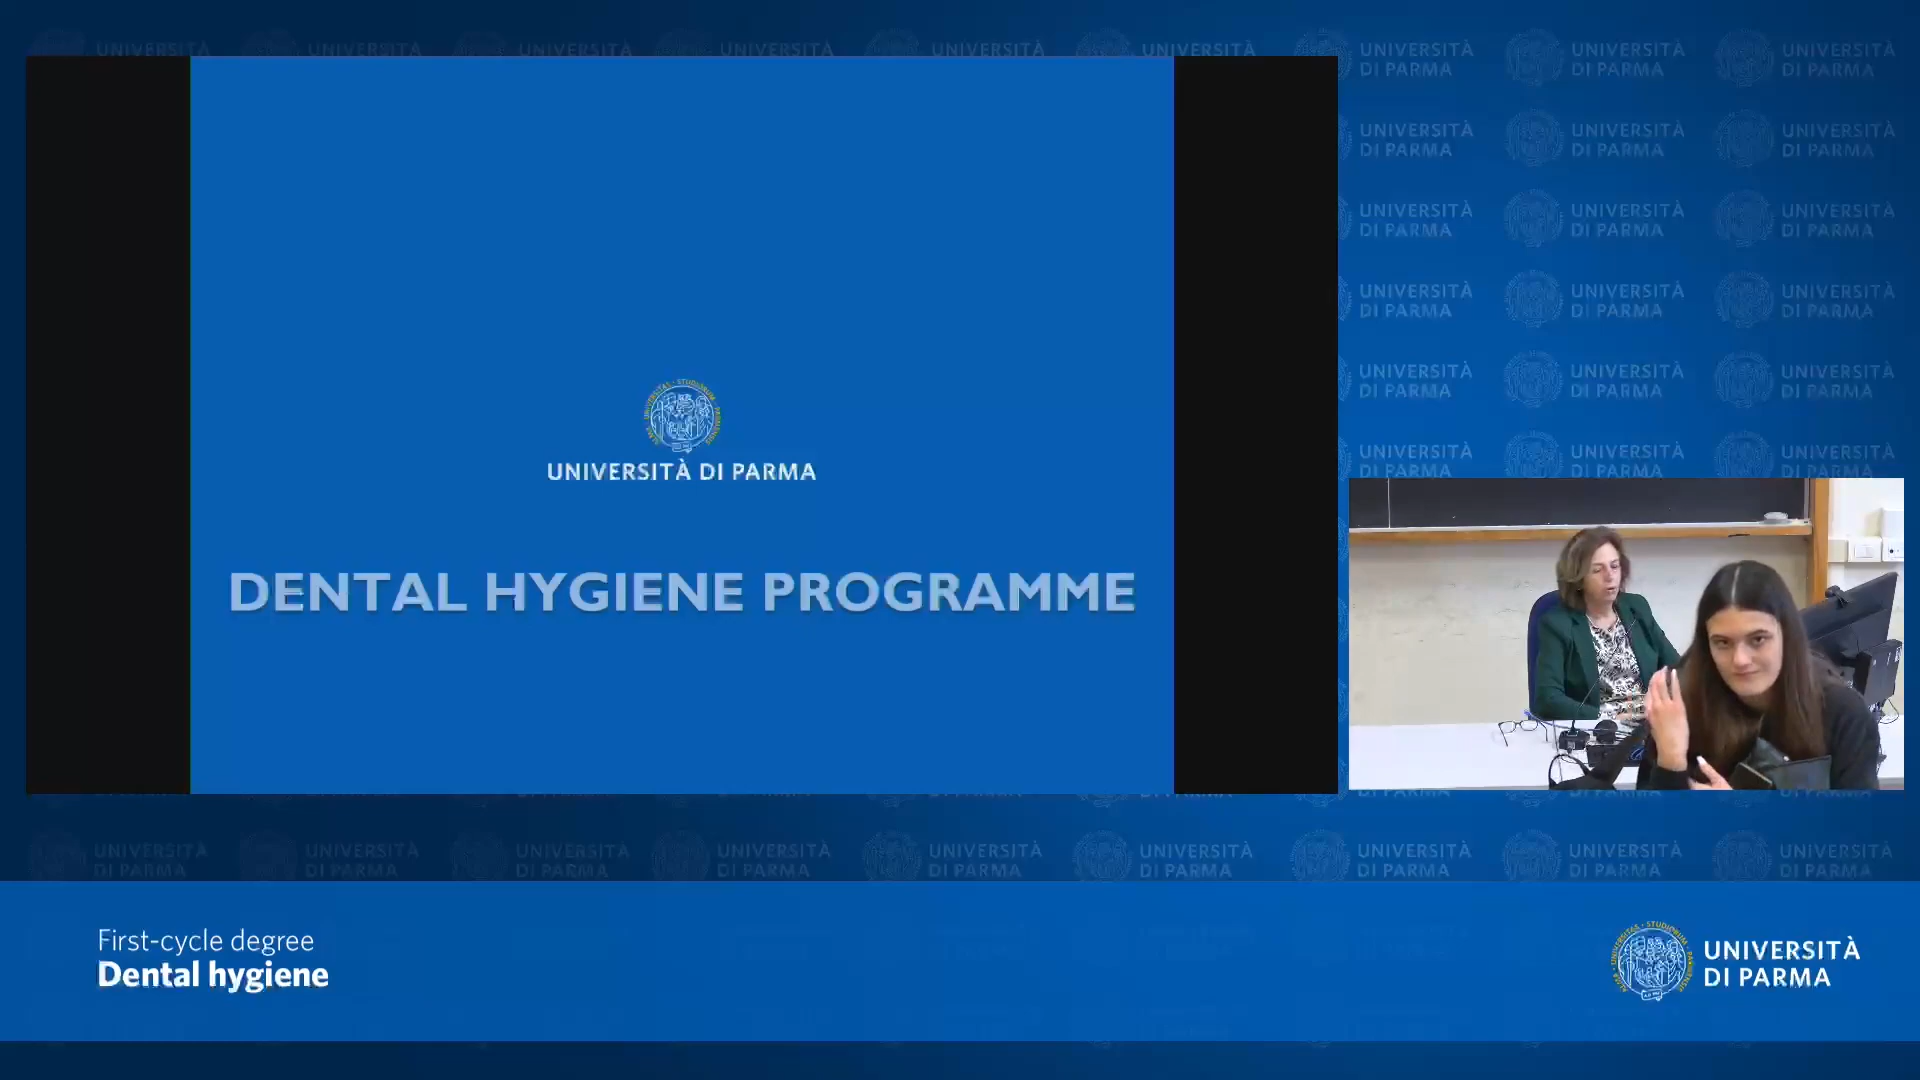 UNIVERSITÀ DI PARMA
DENTAL HYGIENE PROGRAMME
First-cycle degree
Dental hygiene
UNIVERSITÀ
DI PARMA